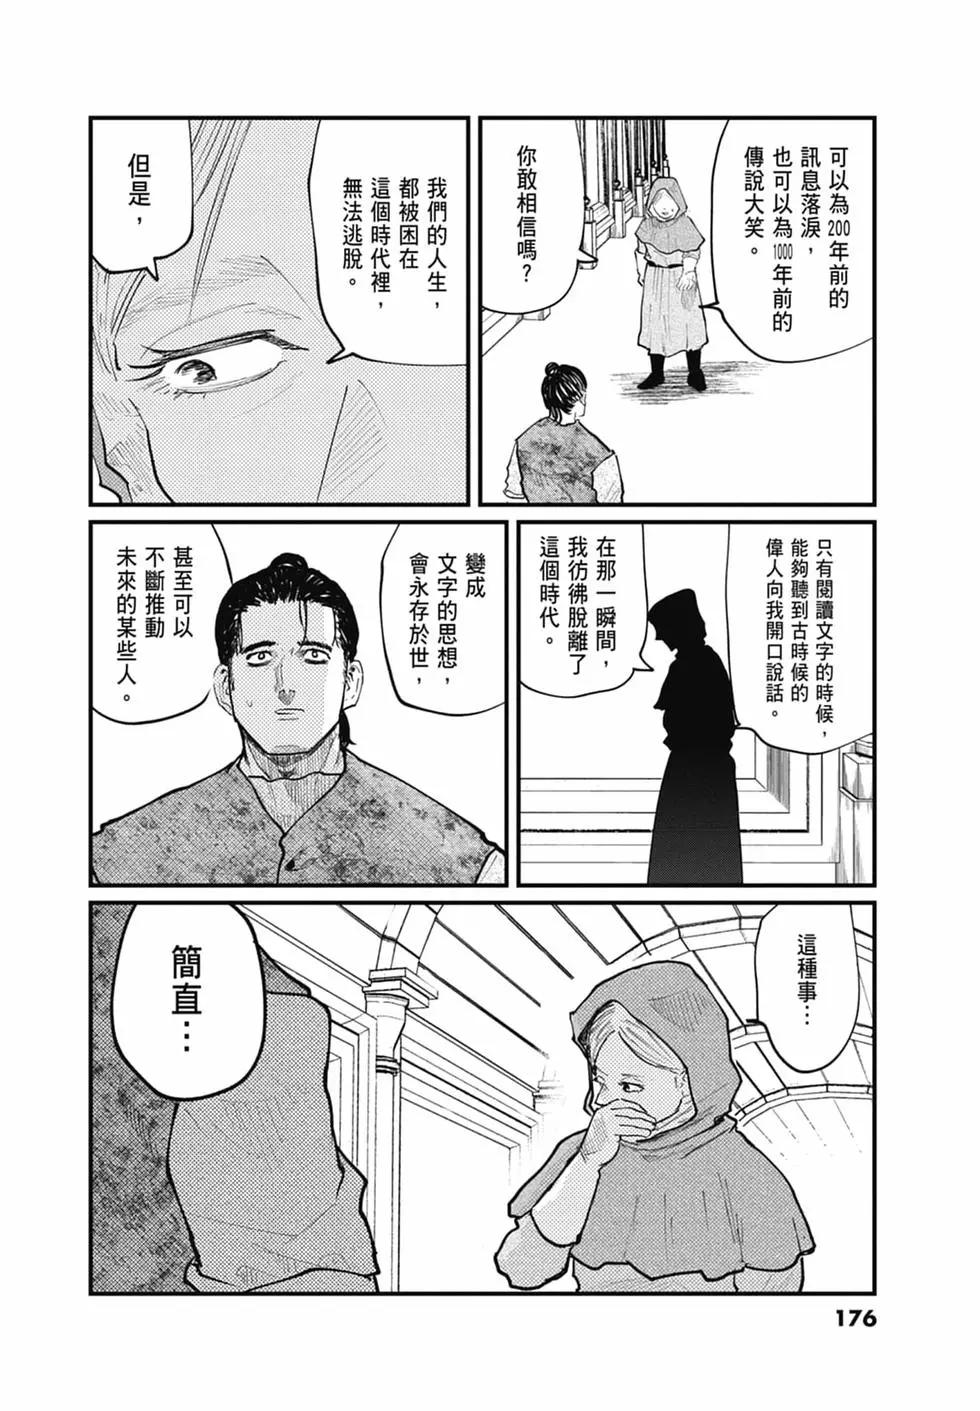 可以為200年前的
訊息落淚，
也可以為1000年前的
傳說大笑。
你敢相信嗎？
我們的人生，
都被困在
這個時代裡，
無法逃脫。
但是，
只有閱讀文字的時候，
能夠聽到古時候的
偉人向我開口說話。
在那一瞬間，
我彷彿脫離了
這個時代。
變成
文字的思想，
會永存於世，
甚至可以
不斷推動
未來的某些人。
這種事…
簡直…
176